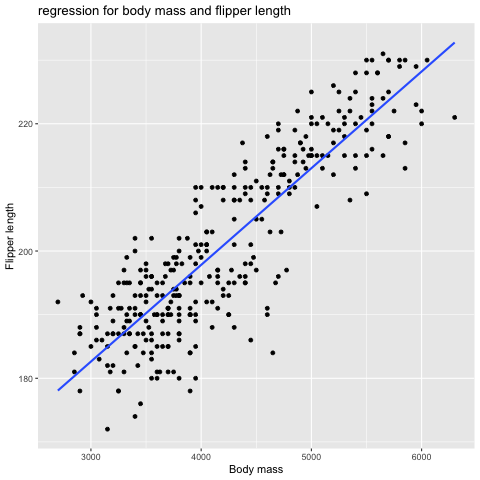 regression for body mass and flipper length
Flipper length
220
200
180
3000 4000 5000 6000
Body mass